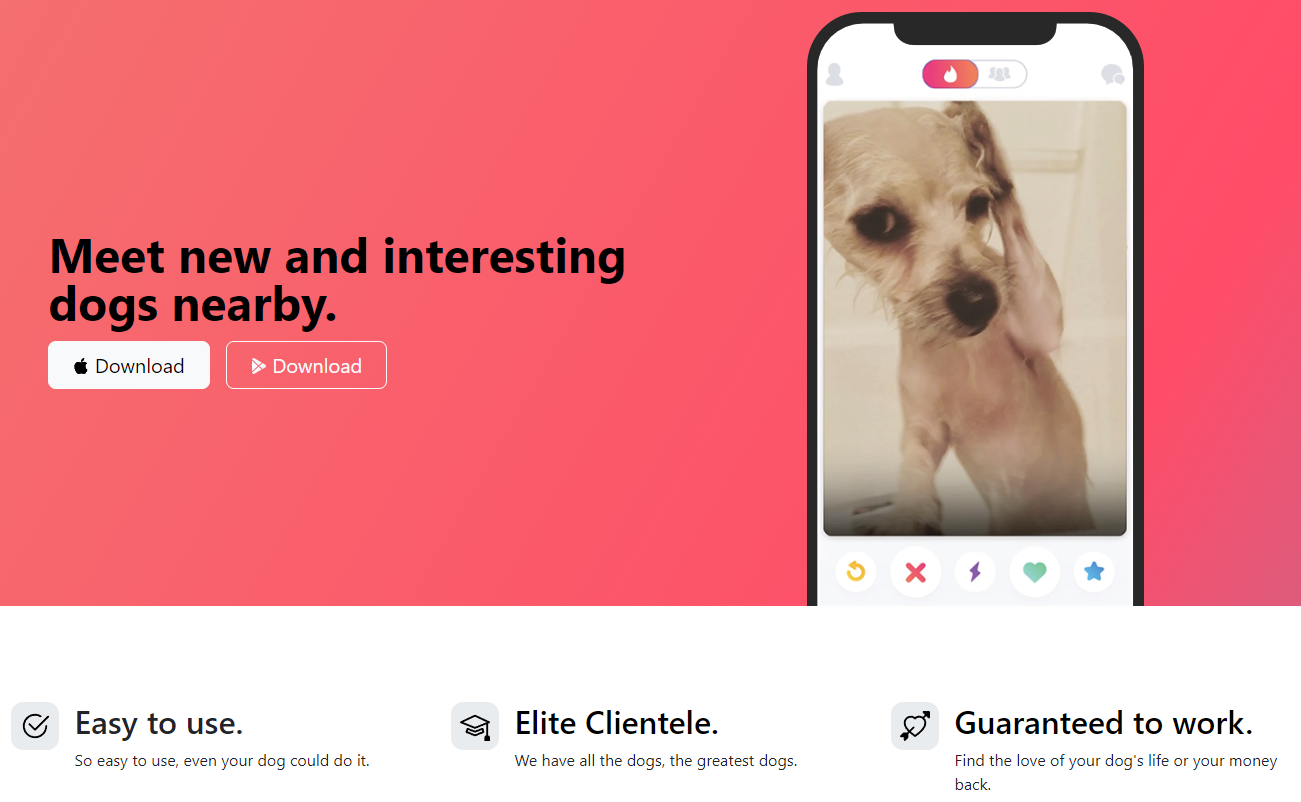 Meet new and interesting
dogs nearby.
Download
Download
Easy to use.
So easy to use, even your dog could do it.
Elite Clientele.
We have all the dogs, the greatest dogs.
Guaranteed to work.
Find the love of your dog's life or your money
back.